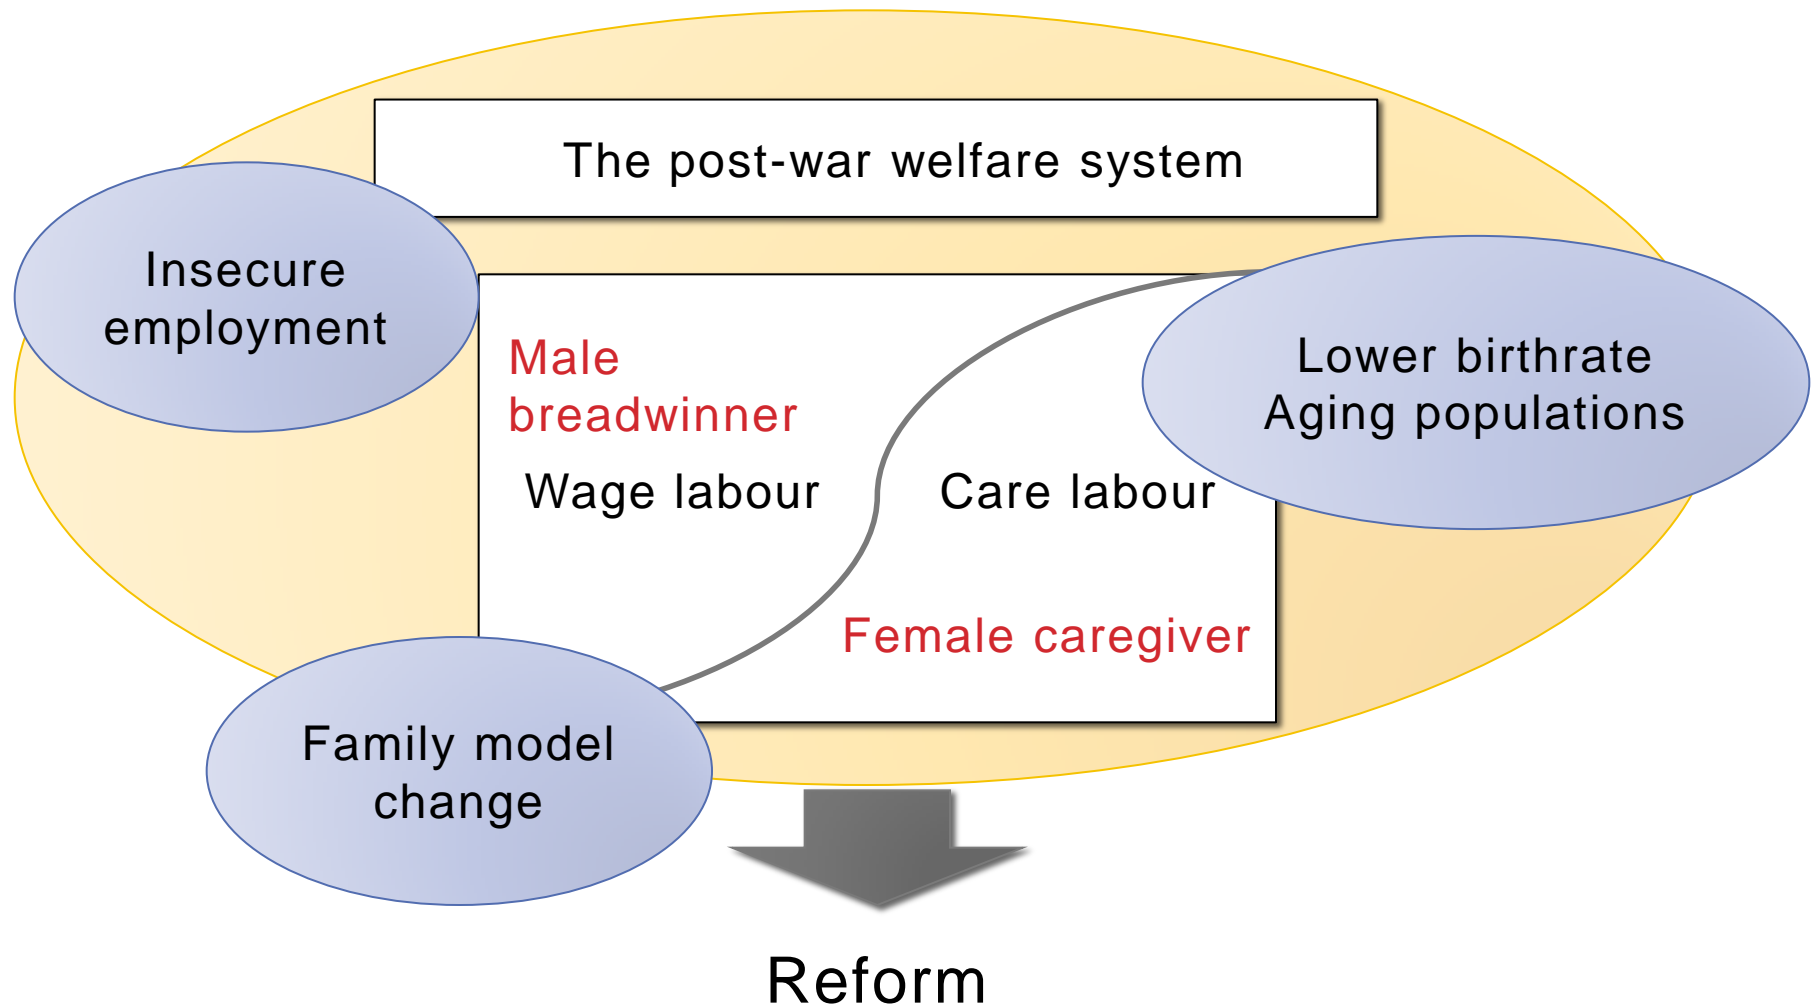 The post-war welfare system
Insecure
employment
Male
breadwinner
Wage labour
Care labour
Female caregiver
Lower birthrate
Aging populations
Family model
change
Reform